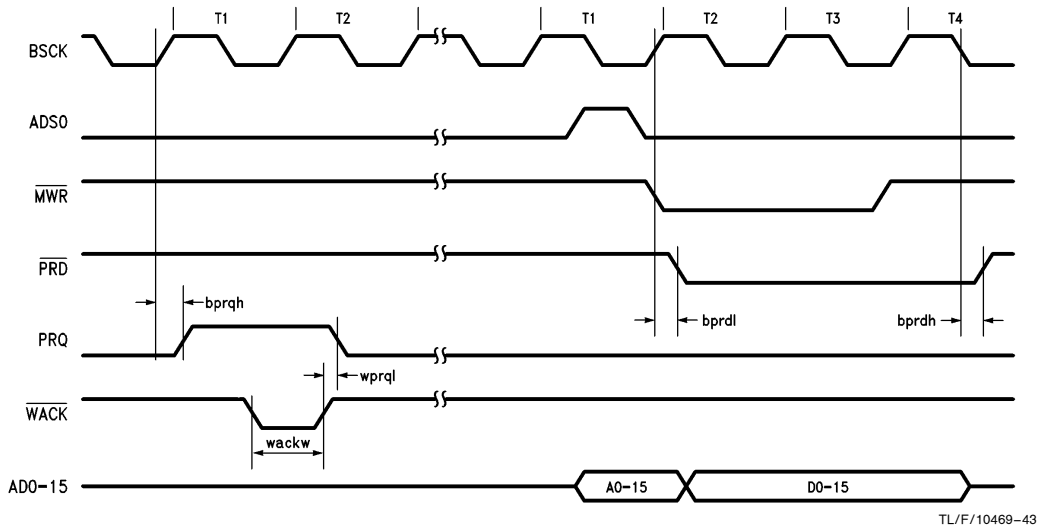 T1 T2 T1 T2 T3 T4
BSCK
ADS0
MWR
PRD
bprqh bprdl bprdh
PRQ
wprql
WACK
wackw
AD0-15 A0-15 D0-15
TL/F/10469-43